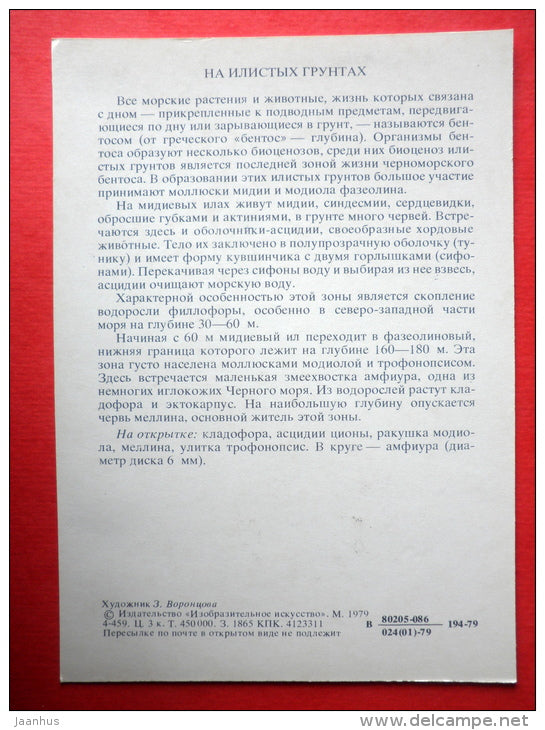 НА ИЛИСТЫХ ГРУНТАХ
Все морские растения и животные, жизнь которых связана
с дном — прикрепленные к подводным предметам, передвига-
ющиеся по дну или зарывающиеся в грунт, — называются бен-
тосом (от греческого «бентос» — глубина). Организмы бен-
тоса образуют несколько биоценозов, среди них биоценоз или-
стых грунтов является последней зоной жизни черноморского
бентоса. В образовании этих илистых грунтов большое участие
принимают моллюски мидии и модиола фазеолина.
На мидиевых илах живут мидии, синдесмии, сердцевидки,
обросшие губками и актиниями, в грунте много червей. Встре-
чаются здесь и оболочники-асцидии, своеобразные хордовые
животные. Тело их заключено в полупрозрачную оболочку (ту-
нику) и имеет форму кувшинчика с двумя горлышками (сифо-
нами). Перекачивая через сифоны воду и выбирая из нее взвесь,
асцидии очищают морскую воду.
Характерной особенностью этой зоны является скопление
водоросли филлофоры, особенно в северо-западной части
моря на глубине 30—60 м.
Начиная с 60 м мидиевый ил переходит в фазеолиновый,
нижняя граница которого лежит на глубине 160—180 м. Эта
зона густо населена моллюсками модиолой и трофонопсисом.
Здесь встречается маленькая змеехвостка амфиура, одна из
немногих иглокожих Черного моря. Из водорослей растут кла-
дофора и эктокарпус. На наибольшую глубину опускается
червь меллина, основной житель этой зоны.
На открытке: кладофора, асцидии ционы, ракушка модио-
ла, меллина, улитка трофонопсис. В круге — амфиура (диа-
метр диска 6 мм).
Художник З. Воронцова
© Издательство «Изобразительное искусство». М. 1979
4-459. Ц. 3 к. Т. 450 000. З. 1865 КПК. 4123311
Пересылке по почте в открытом виде не подлежит
В 80205-086 194-79
024(01)-79
Jaanhus
www.delcampe.net